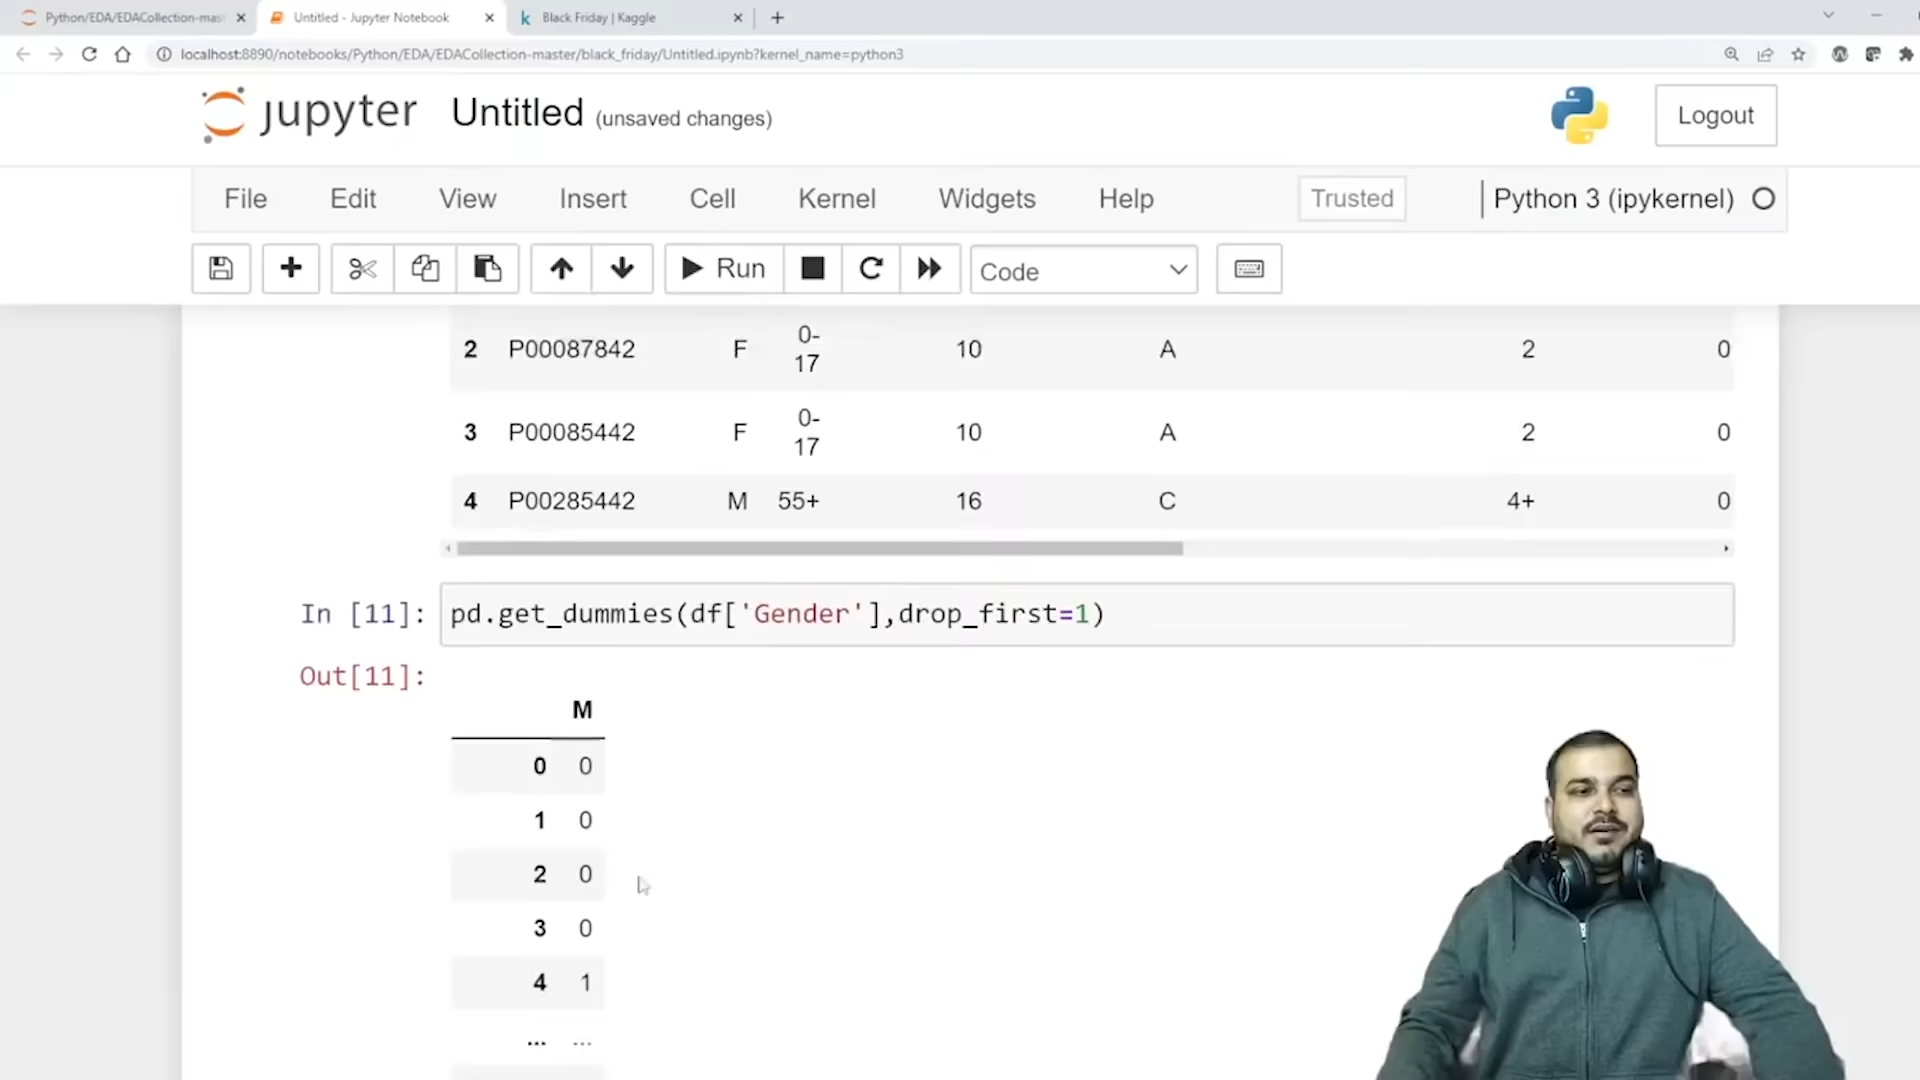 Python/EDA/EDACollection-mas
Untitled - Jupyter Notebook
k Black Friday | Kaggle
localhost:8890/notebooks/Python/EDA/EDACollection-master/black_friday/Untitled.ipynb?kernel_name=python3
jupyter Untitled (unsaved changes)
Logout
File Edit View Insert Cell Kernel Widgets Help Trusted Python 3 (ipykernel)
Run Code
2 P00087842 F 0-17 10 A 2 0
3 P00085442 F 0-17 10 A 2 0
4 P00285442 M 55+ 16 C 4+ 0
In [11]: pd.get_dummies(df['Gender'],drop_first=1)
Out[11]:
M
0 0
1 0
2 0
3 0
4 1
... ...